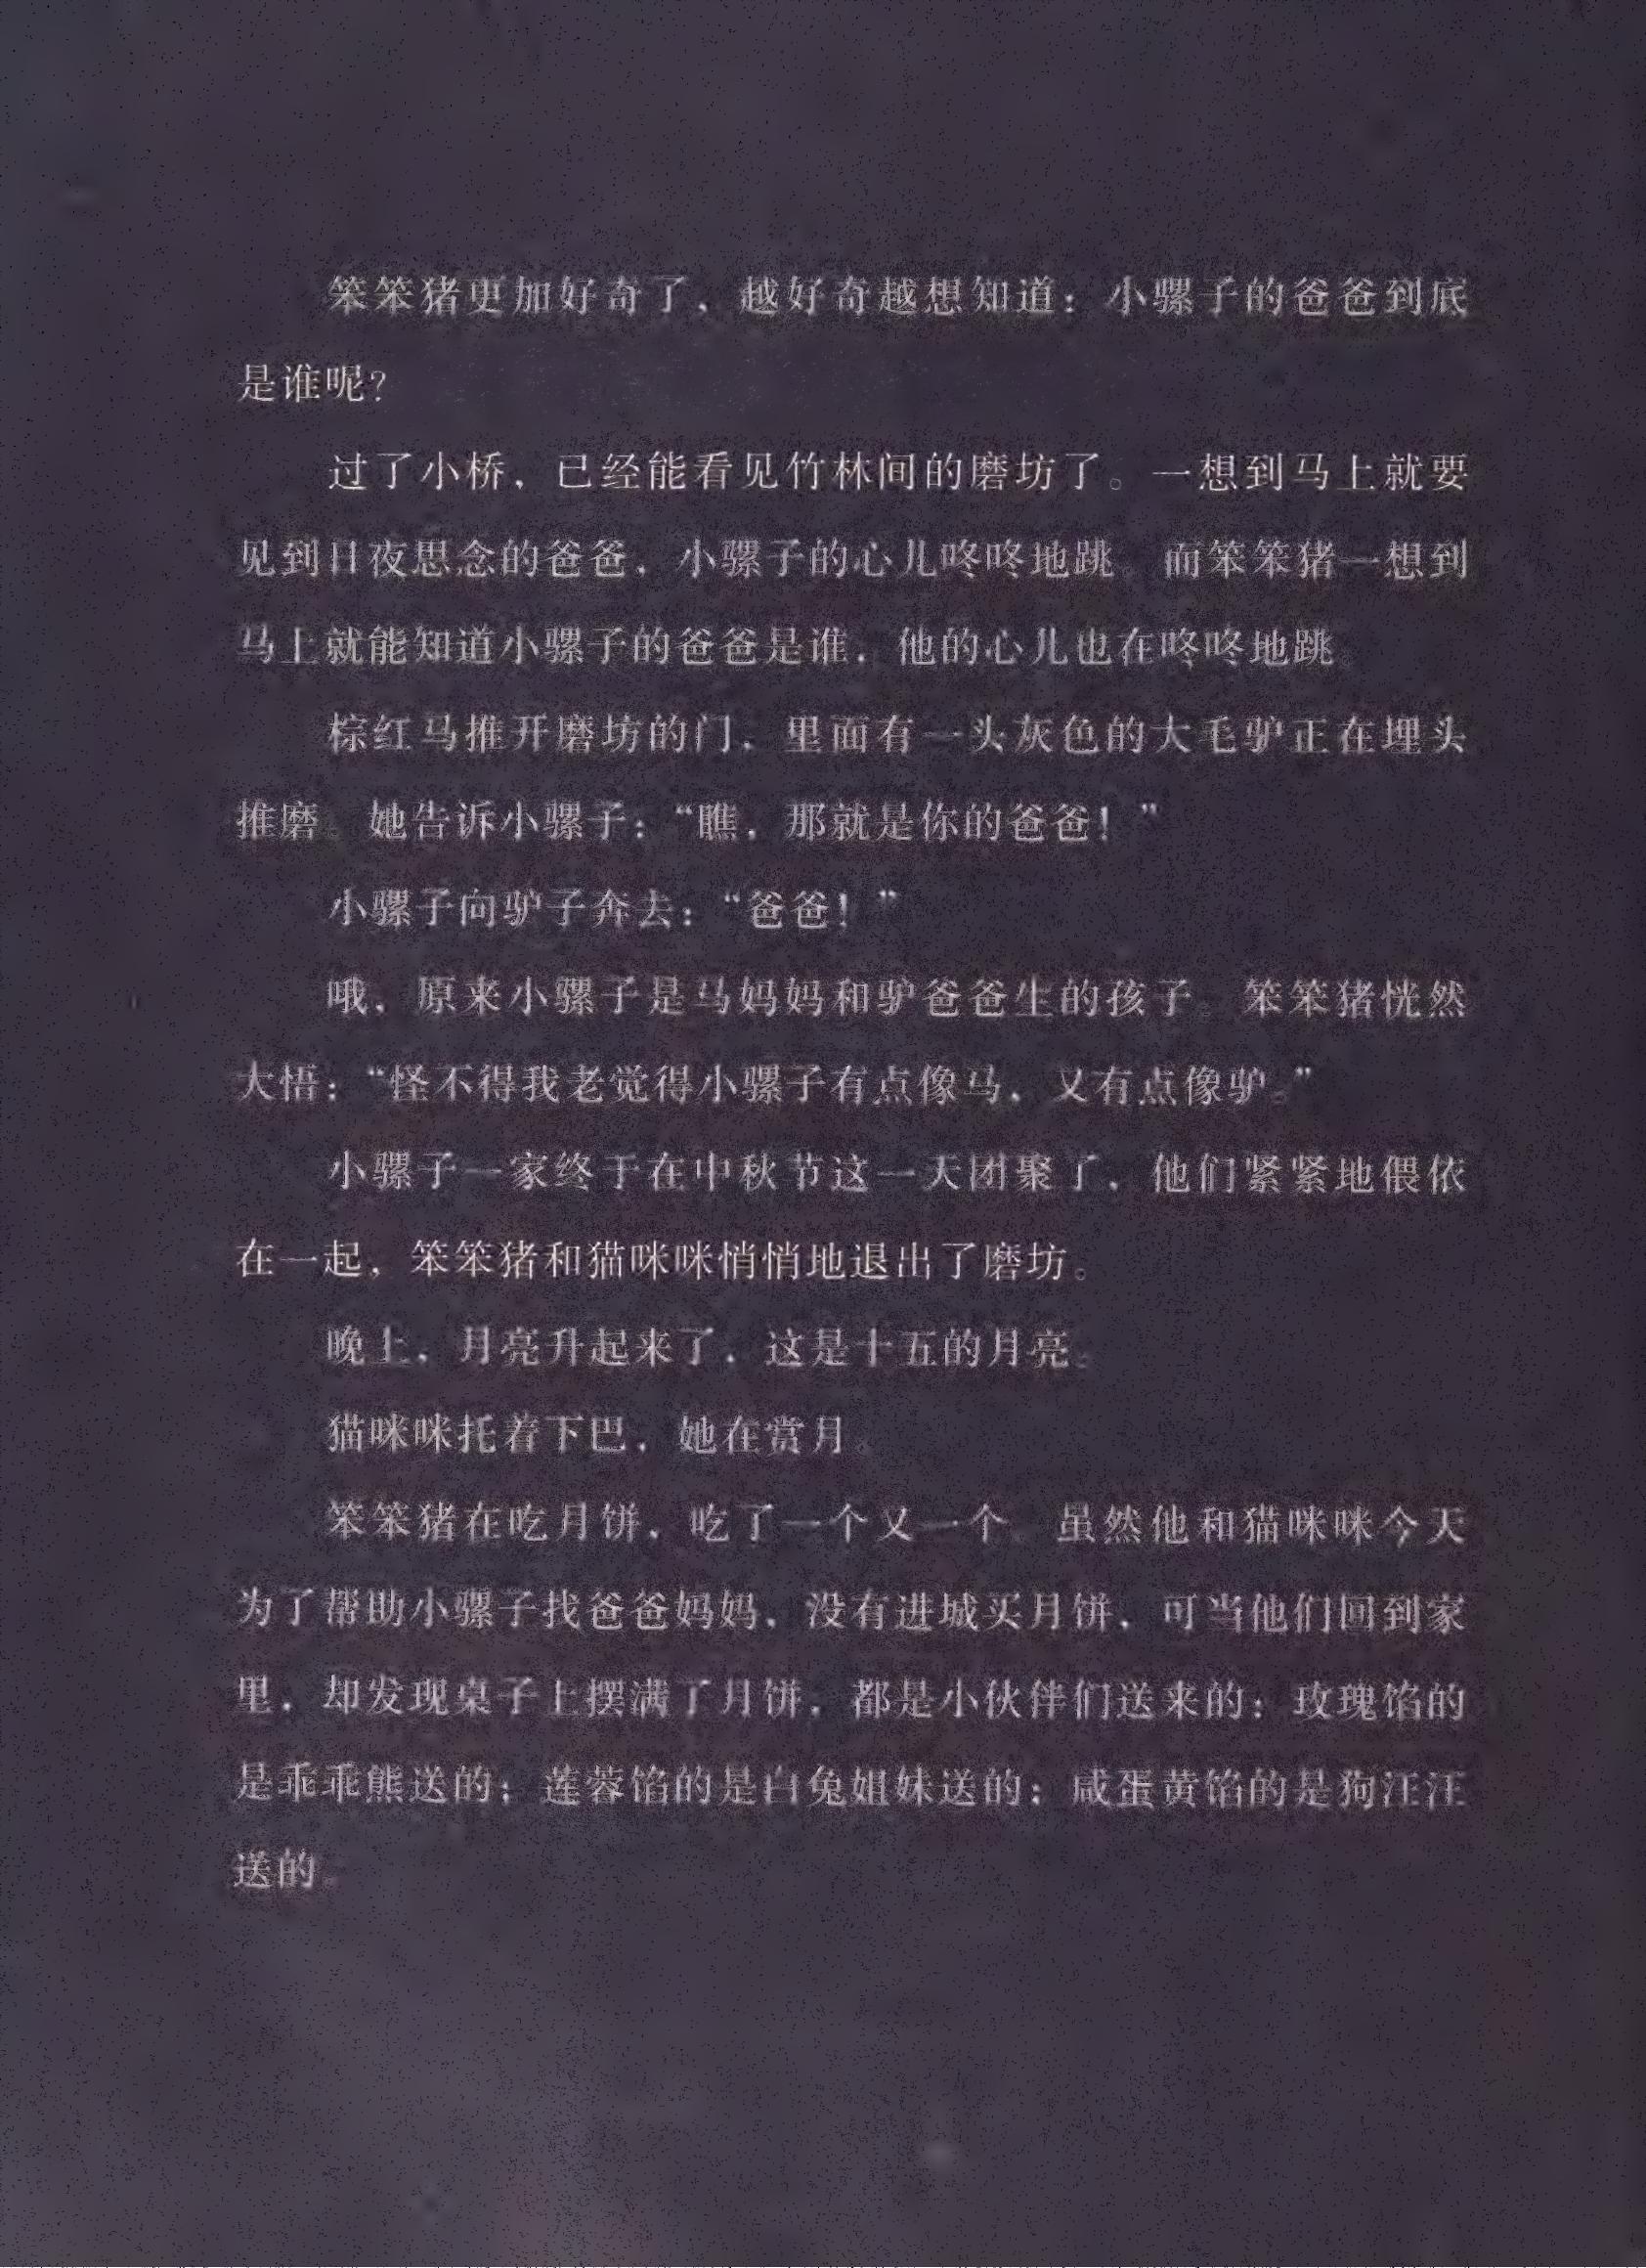 笨笨猪更加好奇了，越好奇越想知道：小骡子的爸爸到底
是谁呢？
过了小桥，已经能看见竹林间的磨坊了。一想到马上就要
见到日夜思念的爸爸，小骡子的心儿咚咚地跳。而笨笨猪一想到
马上就能知道小骡子的爸爸是谁，他的心儿也在咚咚地跳。
棕红马推开磨坊的门，里面有一头灰色的大毛驴正在埋头
推磨。她告诉小骡子：“瞧，那就是你的爸爸！”
小骡子向驴子奔去：“爸爸！”
哦，原来小骡子是马妈妈和驴爸爸生的孩子。笨笨猪恍然
大悟：“怪不得我老觉得小骡子有点像马，又有点像驴。”
小骡子一家终于在中秋节这一天团聚了，他们紧紧地偎依
在一起，笨笨猪和猫咪咪悄悄地退出了磨坊。
晚上，月亮升起来了，这是十五的月亮。
猫咪咪托着下巴，她在赏月。
笨笨猪在吃月饼，吃了一个又一个。虽然他和猫咪咪今天
为了帮助小骡子找爸爸妈妈，没有进城买月饼，可当他们回到家
里，却发现桌子上摆满了月饼，都是小伙伴们送来的：玫瑰馅的
是乖乖熊送的；莲蓉馅的是白兔姐妹送的；咸蛋黄馅的是狗汪汪
送的。